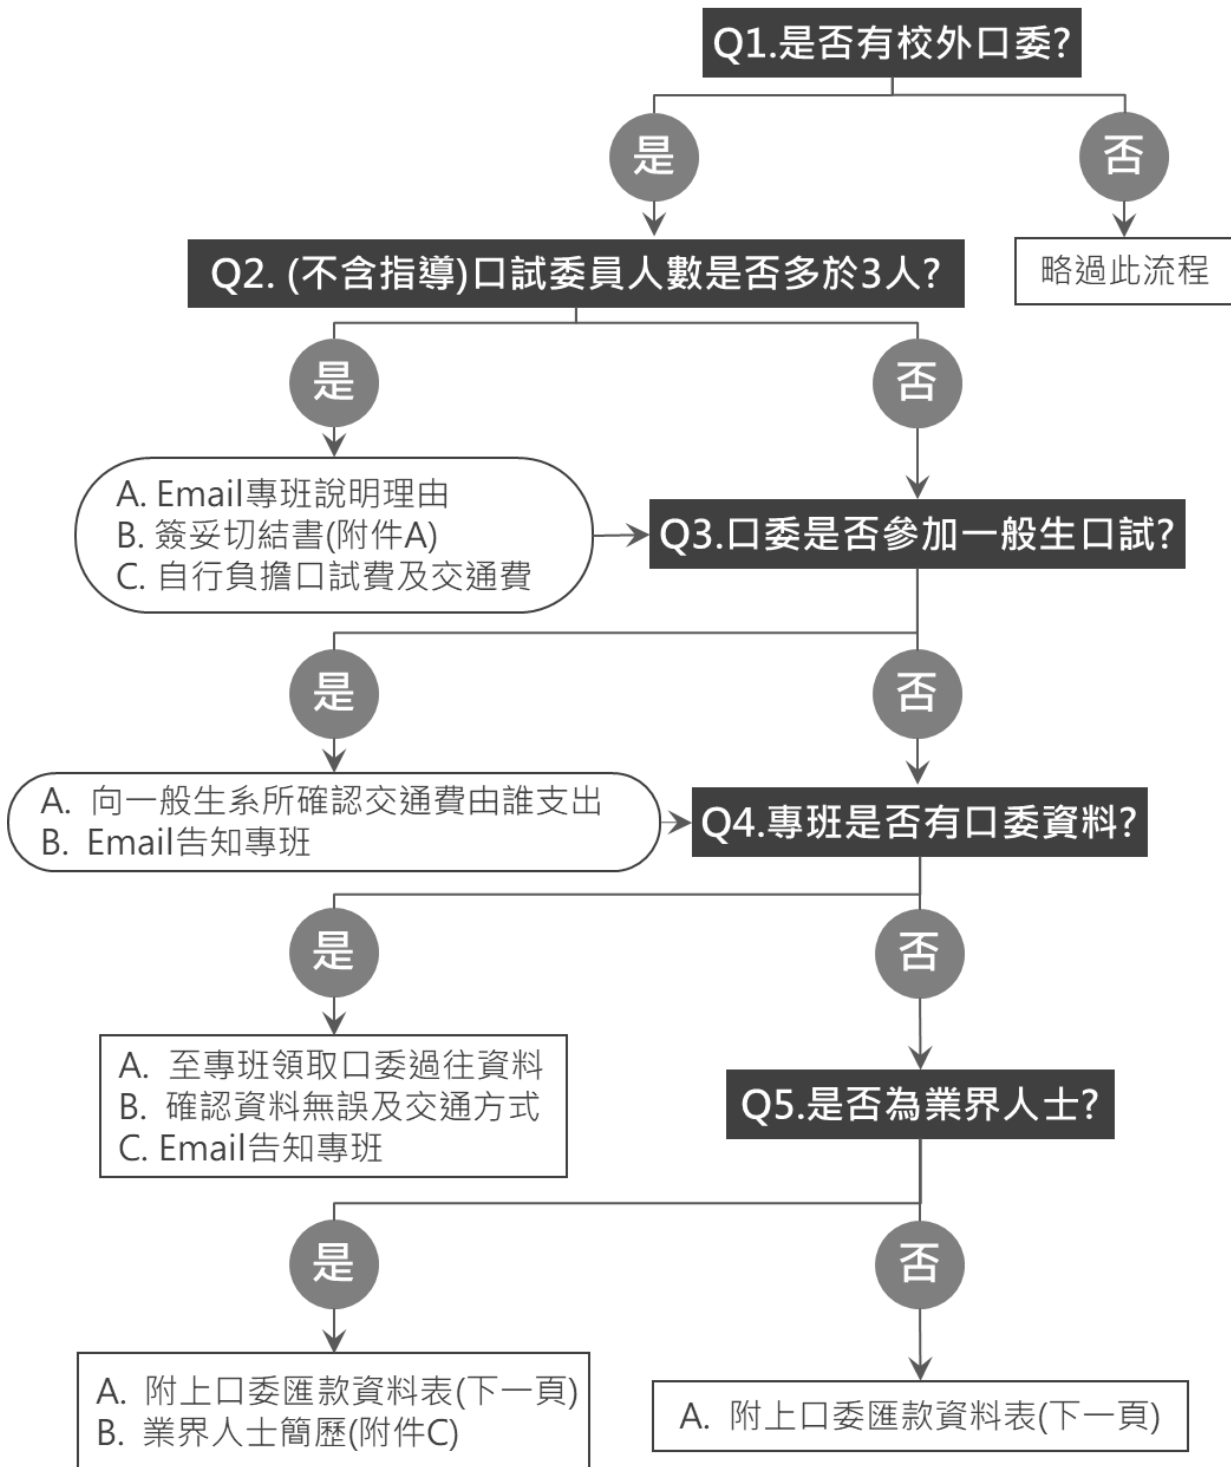 Q1.是否有校外口委?
是
否
Q2. (不含指導)口試委員人數是否多於3人?
略過此流程
是
否
A. Email專班說明理由
B. 簽妥切結書(附件A)
C. 自行負擔口試費及交通費
Q3.口委是否參加一般生口試?
是
否
A. 向一般生系所確認交通費由誰支出
B. Email告知專班
Q4.專班是否有口委資料?
是
否
A. 至專班領取口委過往資料
B. 確認資料無誤及交通方式
C. Email告知專班
Q5.是否為業界人士?
是
否
A. 附上口委匯款資料表(下一頁)
B. 業界人士簡歷(附件C)
A. 附上口委匯款資料表(下一頁)